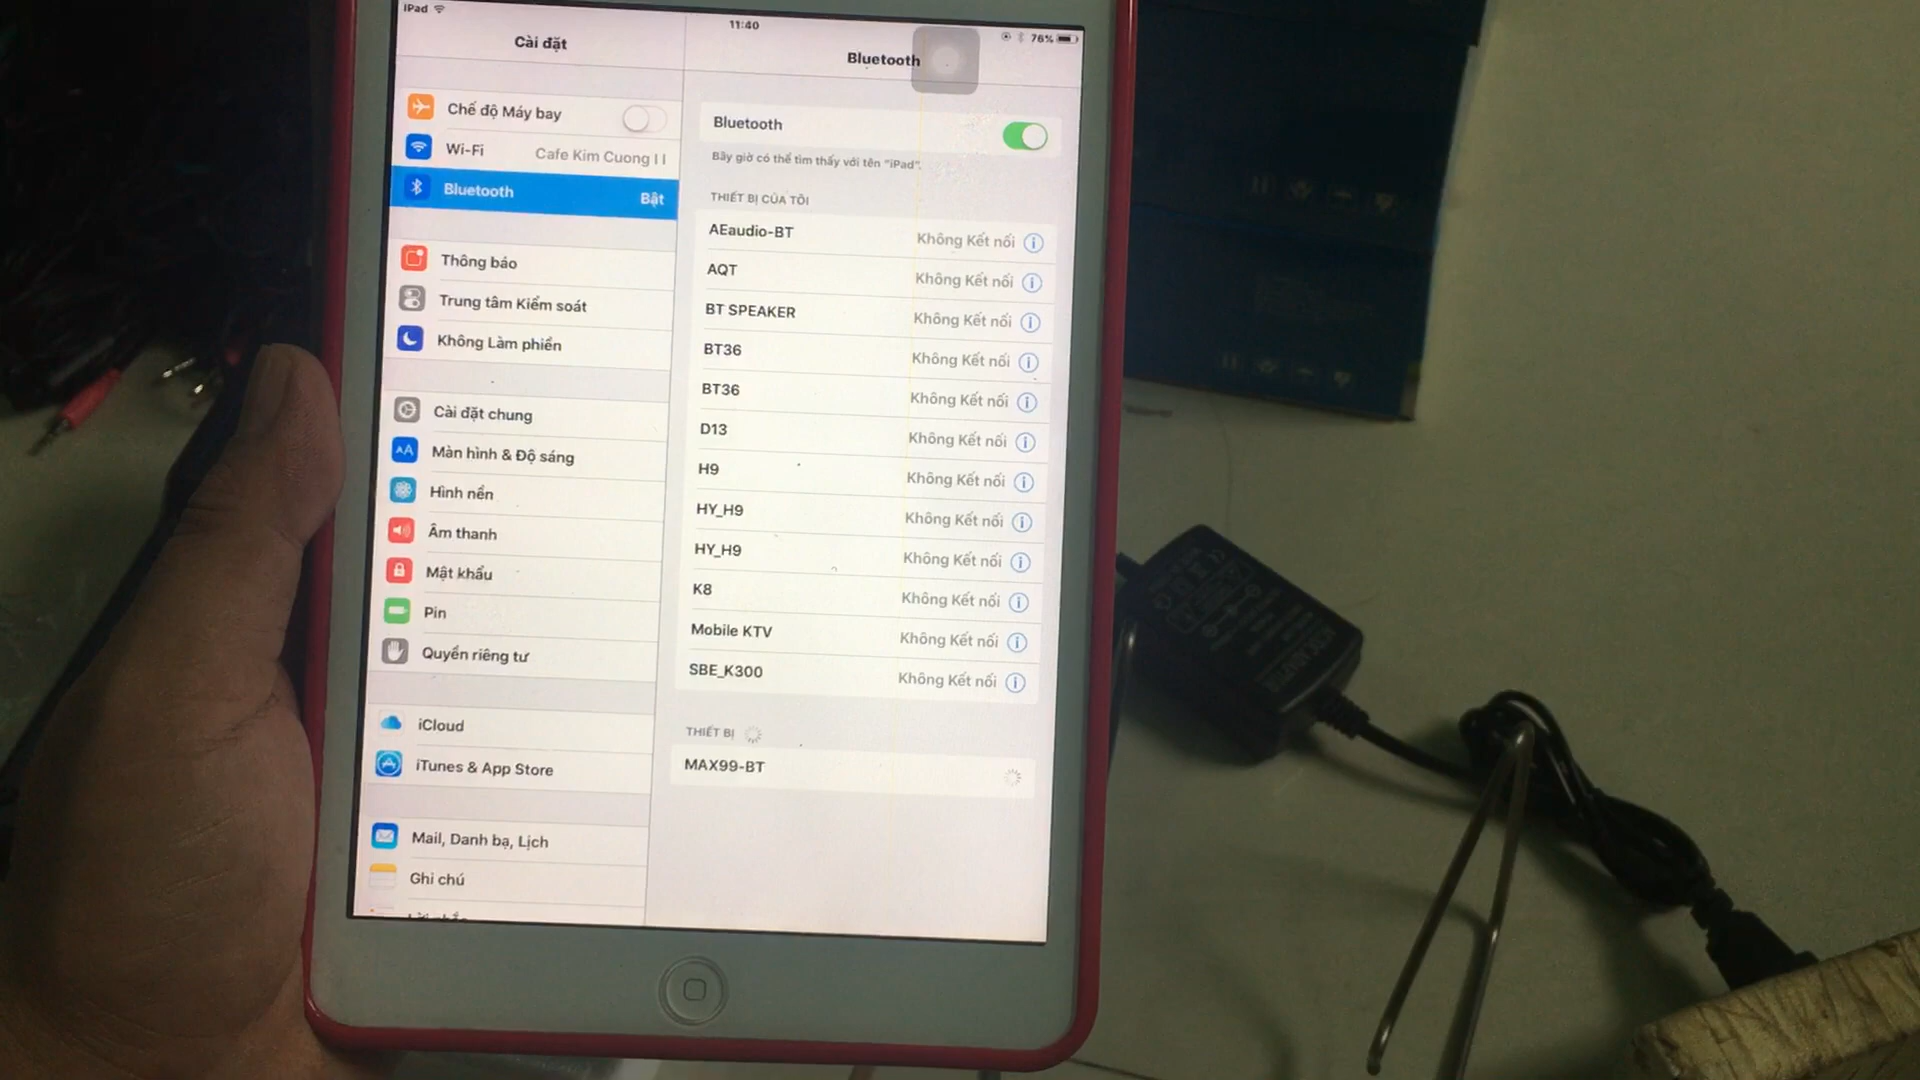 iPad
11:40
76%
Cài đặt
Bluetooth
Chế độ Máy bay
Wi-Fi Cafe Kim Cuong I I
Bluetooth Bật
Thông báo
Trung tâm Kiểm soát
Không Làm phiền
Cài đặt chung
AA Màn hình & Độ sáng
Hình nền
Âm thanh
Mật khẩu
Pin
Quyền riêng tư
iCloud
iTunes & App Store
Mail, Danh bạ, Lịch
Ghi chú
Bluetooth
Bây giờ có thể tìm thấy với tên "iPad".
THIẾT BỊ CỦA TÔI
AEaudio-BT Không Kết nối
AQT Không Kết nối
BT SPEAKER Không Kết nối
BT36 Không Kết nối
BT36 Không Kết nối
D13 Không Kết nối
H9 Không Kết nối
HY_H9 Không Kết nối
HY_H9 Không Kết nối
K8 Không Kết nối
Mobile KTV Không Kết nối
SBE_K300 Không Kết nối
THIẾT BỊ
MAX99-BT